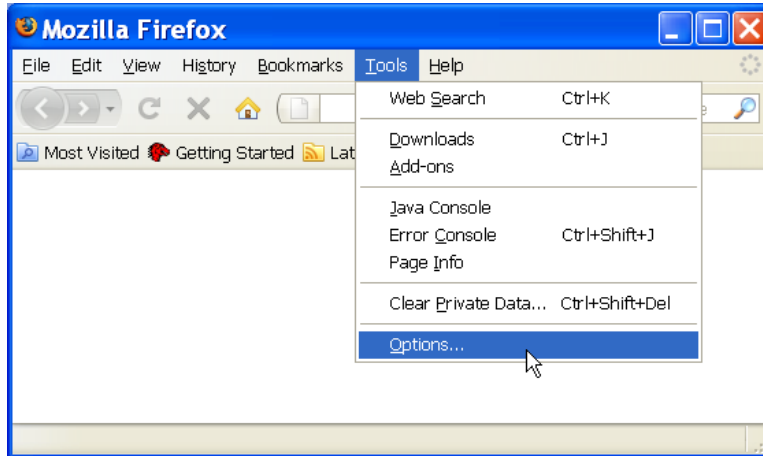 Mozilla Firefox
File Edit View History Bookmarks Tools Help
Web Search Ctrl+K
Downloads Ctrl+J
Most Visited Getting Started Lat
Add-ons
Java Console
Error Console Ctrl+Shift+J
Page Info
Clear Private Data... Ctrl+Shift+Del
Options...